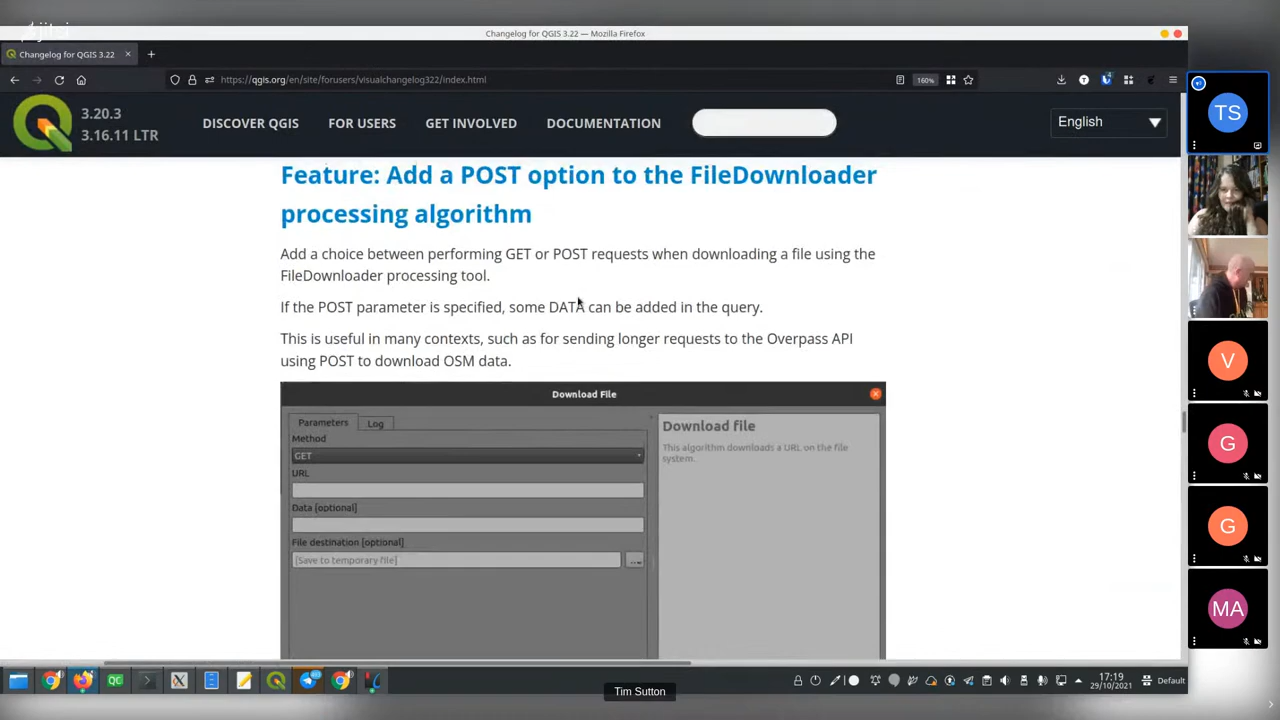 jitsi
Changelog for QGIS 3.22 — Mozilla Firefox
Changelog for QGIS 3.22
https://qgis.org/en/site/forusers/visualchangelog322/index.html
160%
3.20.3
3.16.11 LTR
DISCOVER QGIS
FOR USERS
GET INVOLVED
DOCUMENTATION
English
Feature: Add a POST option to the FileDownloader
processing algorithm
Add a choice between performing GET or POST requests when downloading a file using the
FileDownloader processing tool.
If the POST parameter is specified, some DATA can be added in the query.
This is useful in many contexts, such as for sending longer requests to the Overpass API
using POST to download OSM data.
Download File
Parameters
Log
Method
GET
URL
Data [optional]
File destination [optional]
[Save to temporary file]
...
Download file
This algorithm downloads a URL on the file
system.
TS
V
G
G
MA
17:19
29/10/2021
Default
Tim Sutton